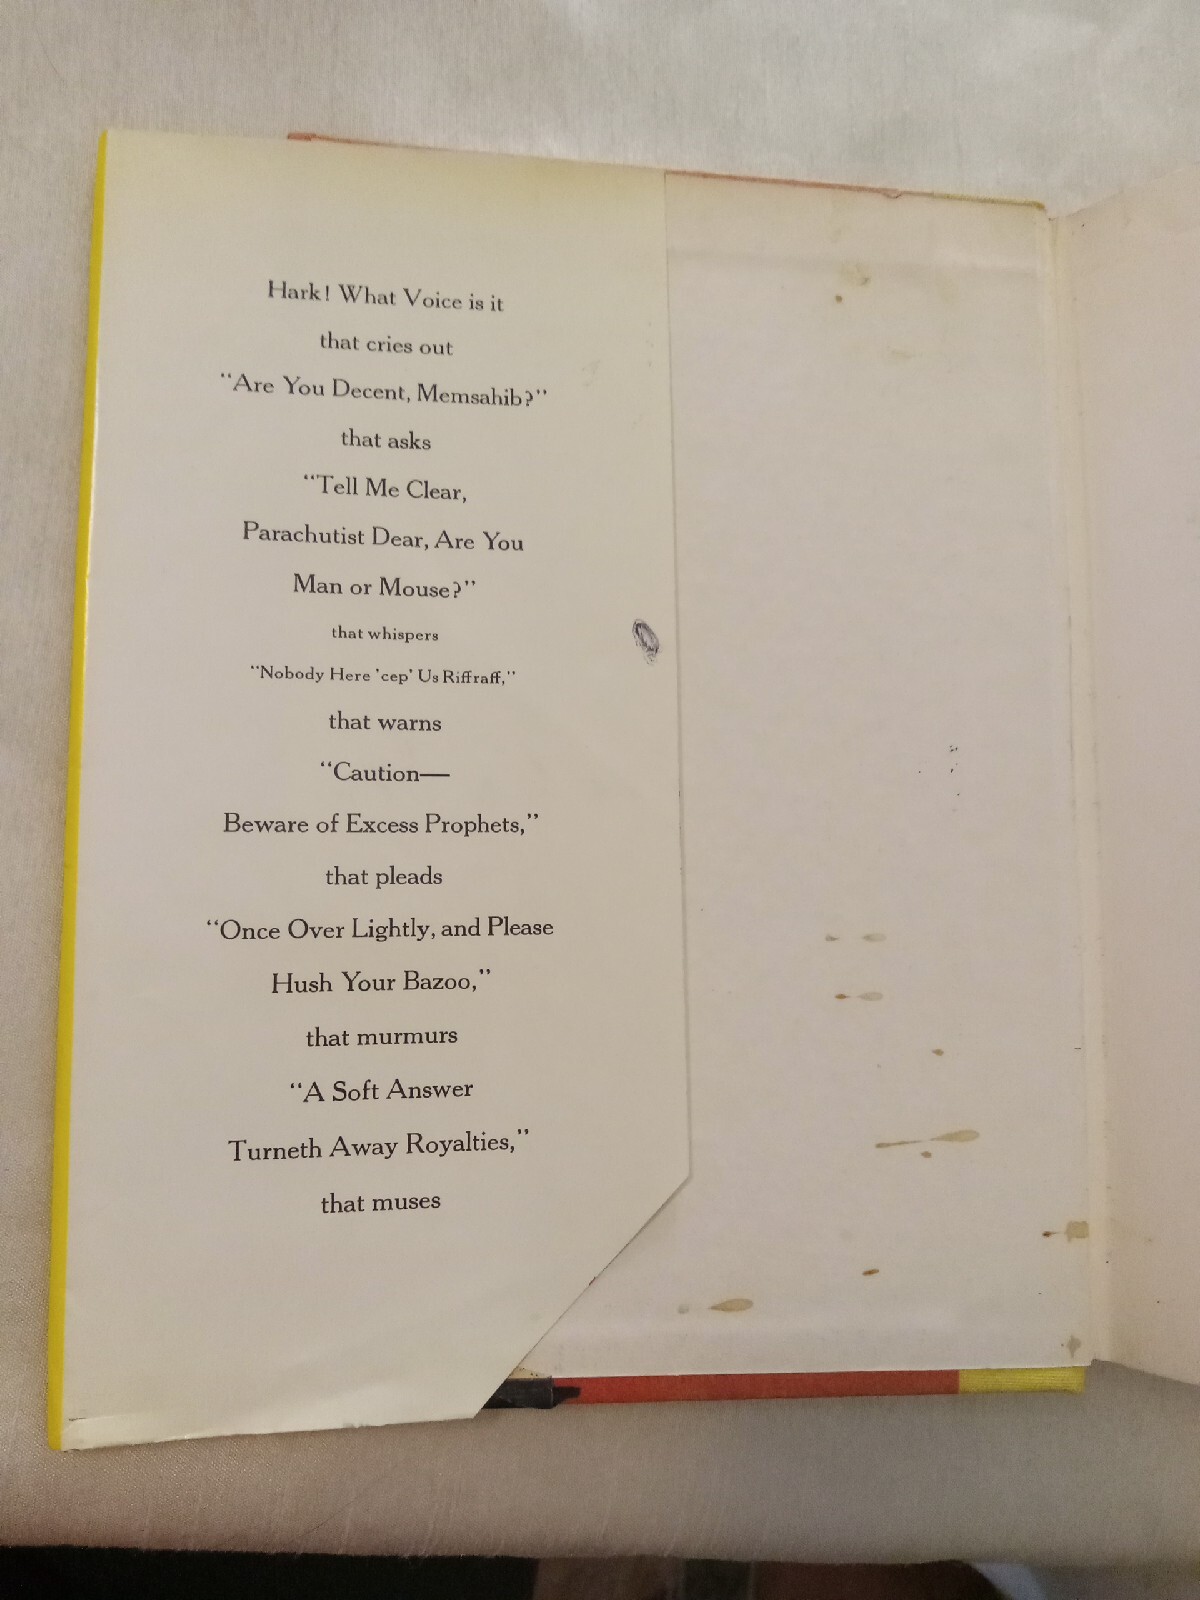 Hark! What Voice is it
that cries out
"Are You Decent, Memsahib?"
that asks
"Tell Me Clear,
Parachutist Dear, Are You
Man or Mouse?"
that whispers
"Nobody Here 'cep' Us Riffraff,"
that warns
"Caution—
Beware of Excess Prophets,"
that pleads
"Once Over Lightly, and Please
Hush Your Bazoo,"
that murmurs
"A Soft Answer
Turneth Away Royalties,"
that muses